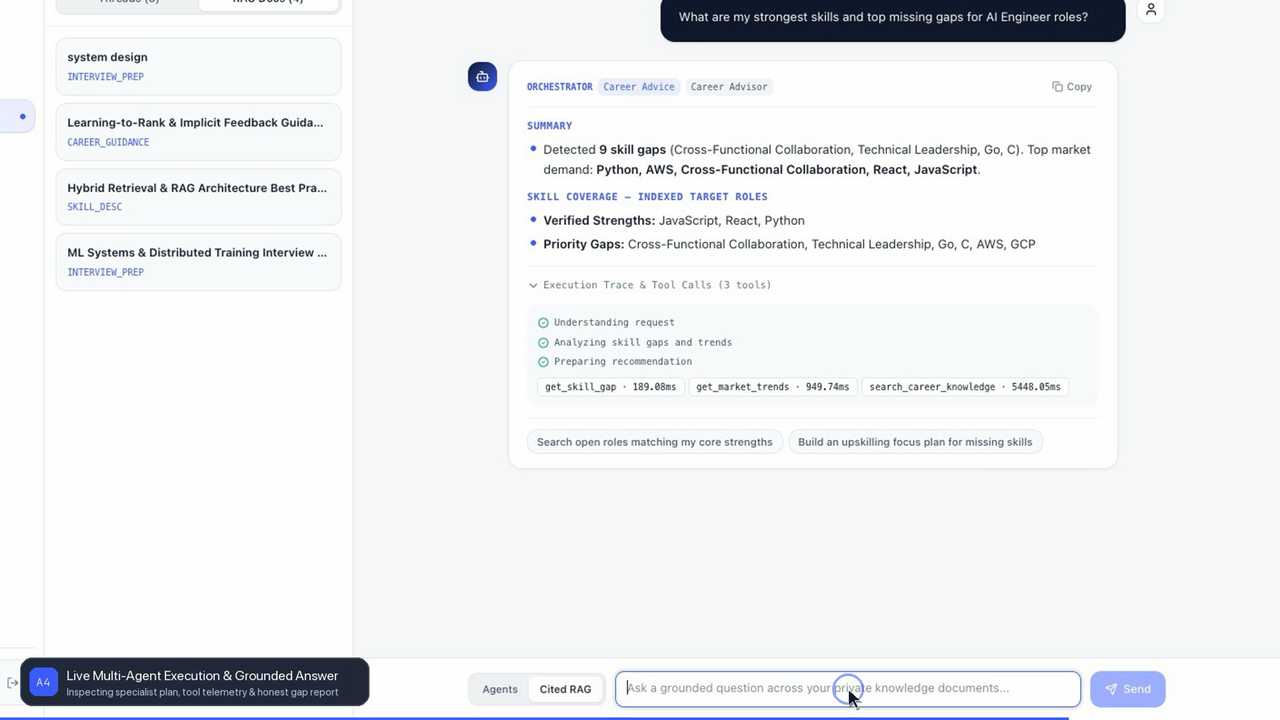 What are my strongest skills and top missing gaps for AI Engineer roles?
system design
INTERVIEW_PREP
Learning-to-Rank & Implicit Feedback Guida...
CAREER_GUIDANCE
Hybrid Retrieval & RAG Architecture Best Pra...
SKILL_DESC
ML Systems & Distributed Training Interview ...
INTERVIEW_PREP
ORCHESTRATOR Career Advice Career Advisor Copy
SUMMARY
Detected 9 skill gaps (Cross-Functional Collaboration, Technical Leadership, Go, C). Top market
demand: Python, AWS, Cross-Functional Collaboration, React, JavaScript.
SKILL COVERAGE — INDEXED TARGET ROLES
Verified Strengths: JavaScript, React, Python
Priority Gaps: Cross-Functional Collaboration, Technical Leadership, Go, C, AWS, GCP
Execution Trace & Tool Calls (3 tools)
Understanding request
Analyzing skill gaps and trends
Preparing recommendation
get_skill_gap · 189.08ms get_market_trends · 949.74ms search_career_knowledge · 5448.05ms
Search open roles matching my core strengths Build an upskilling focus plan for missing skills
A4 Live Multi-Agent Execution & Grounded Answer
Inspecting specialist plan, tool telemetry & honest gap report
Agents Cited RAG Ask a grounded question across your private knowledge documents... Send